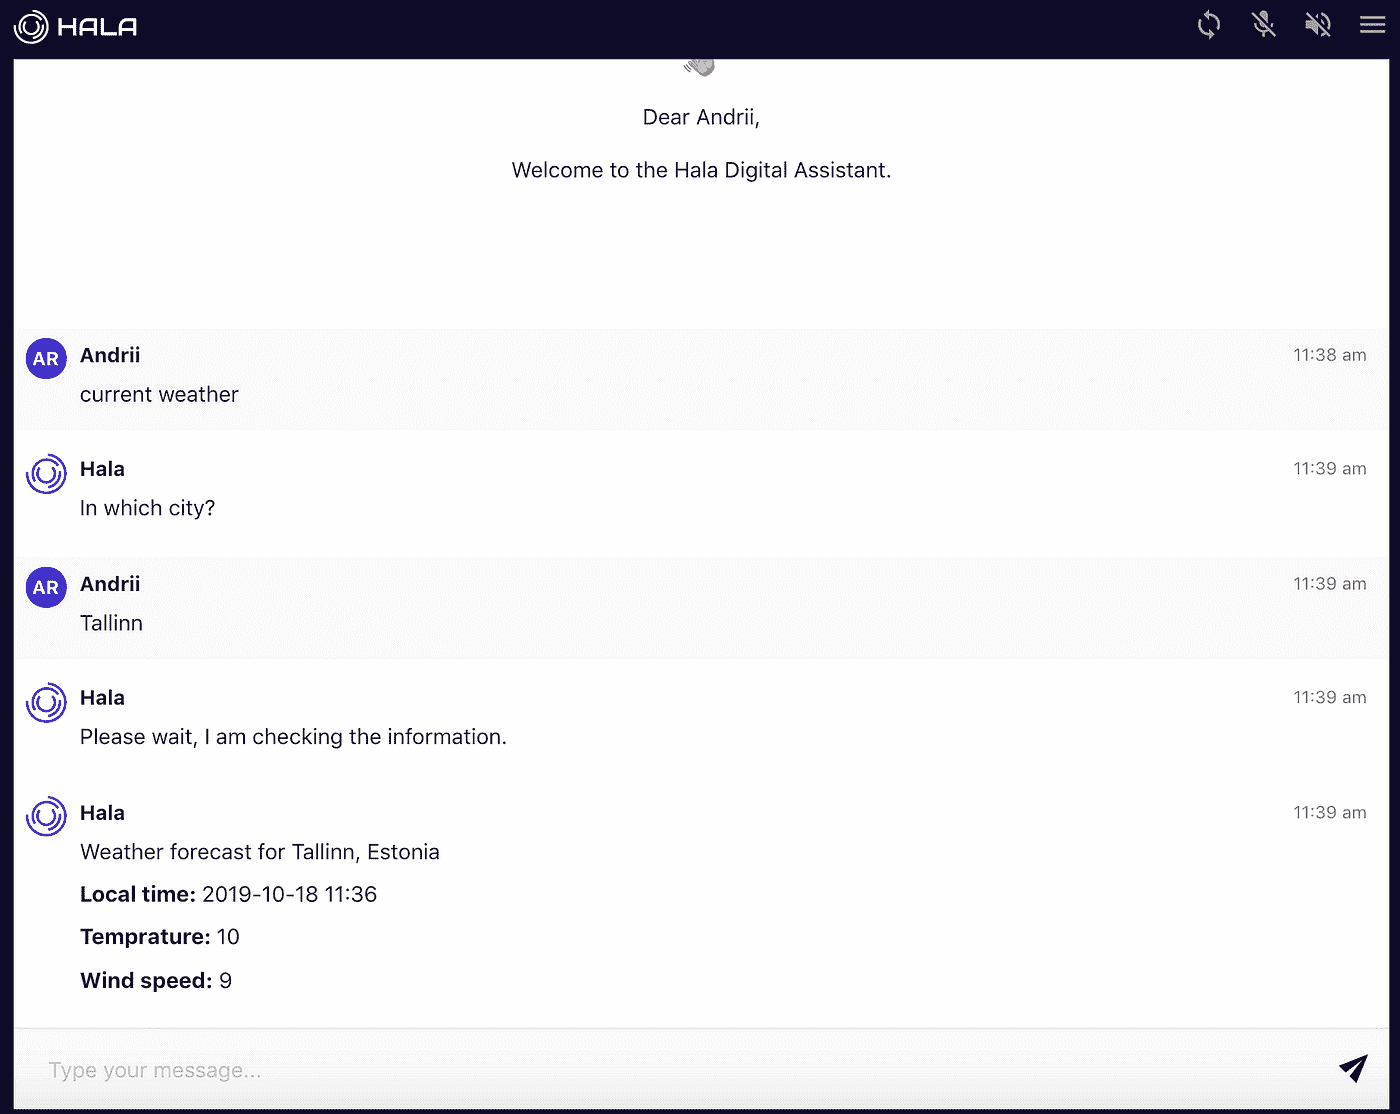 HALA
Dear Andrii,
Welcome to the Hala Digital Assistant.
AR Andrii 11:38 am
current weather
Hala 11:39 am
In which city?
AR Andrii 11:39 am
Tallinn
Hala 11:39 am
Please wait, I am checking the information.
Hala 11:39 am
Weather forecast for Tallinn, Estonia
Local time: 2019-10-18 11:36
Temprature: 10
Wind speed: 9
Type your message...